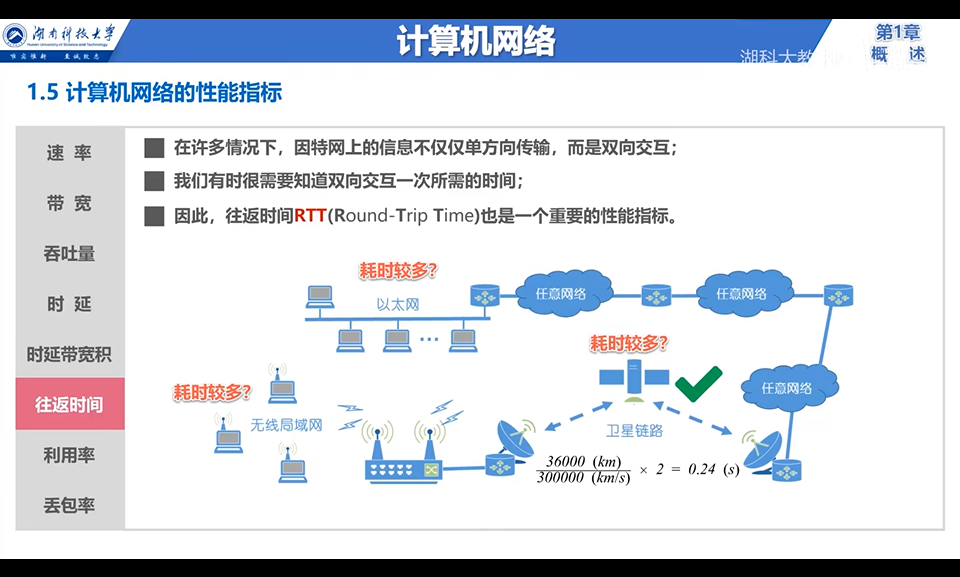 湖南科技大学
Hunan University of Science and Technology
唯实惟新 至诚致志
计算机网络
第1章
概 述
湖科大教
1.5 计算机网络的性能指标
速 率
带 宽
吞吐量
时 延
时延带宽积
往返时间
利用率
丢包率
■ 在许多情况下，因特网上的信息不仅仅单方向传输，而是双向交互；
■ 我们有时很需要知道双向交互一次所需的时间；
■ 因此，往返时间RTT(Round-Trip Time)也是一个重要的性能指标。
耗时较多？
以太网
任意网络
任意网络
耗时较多？
耗时较多？
任意网络
无线局域网
卫星链路
36000 (km)
300000 (km/s)
× 2 = 0.24 (s)